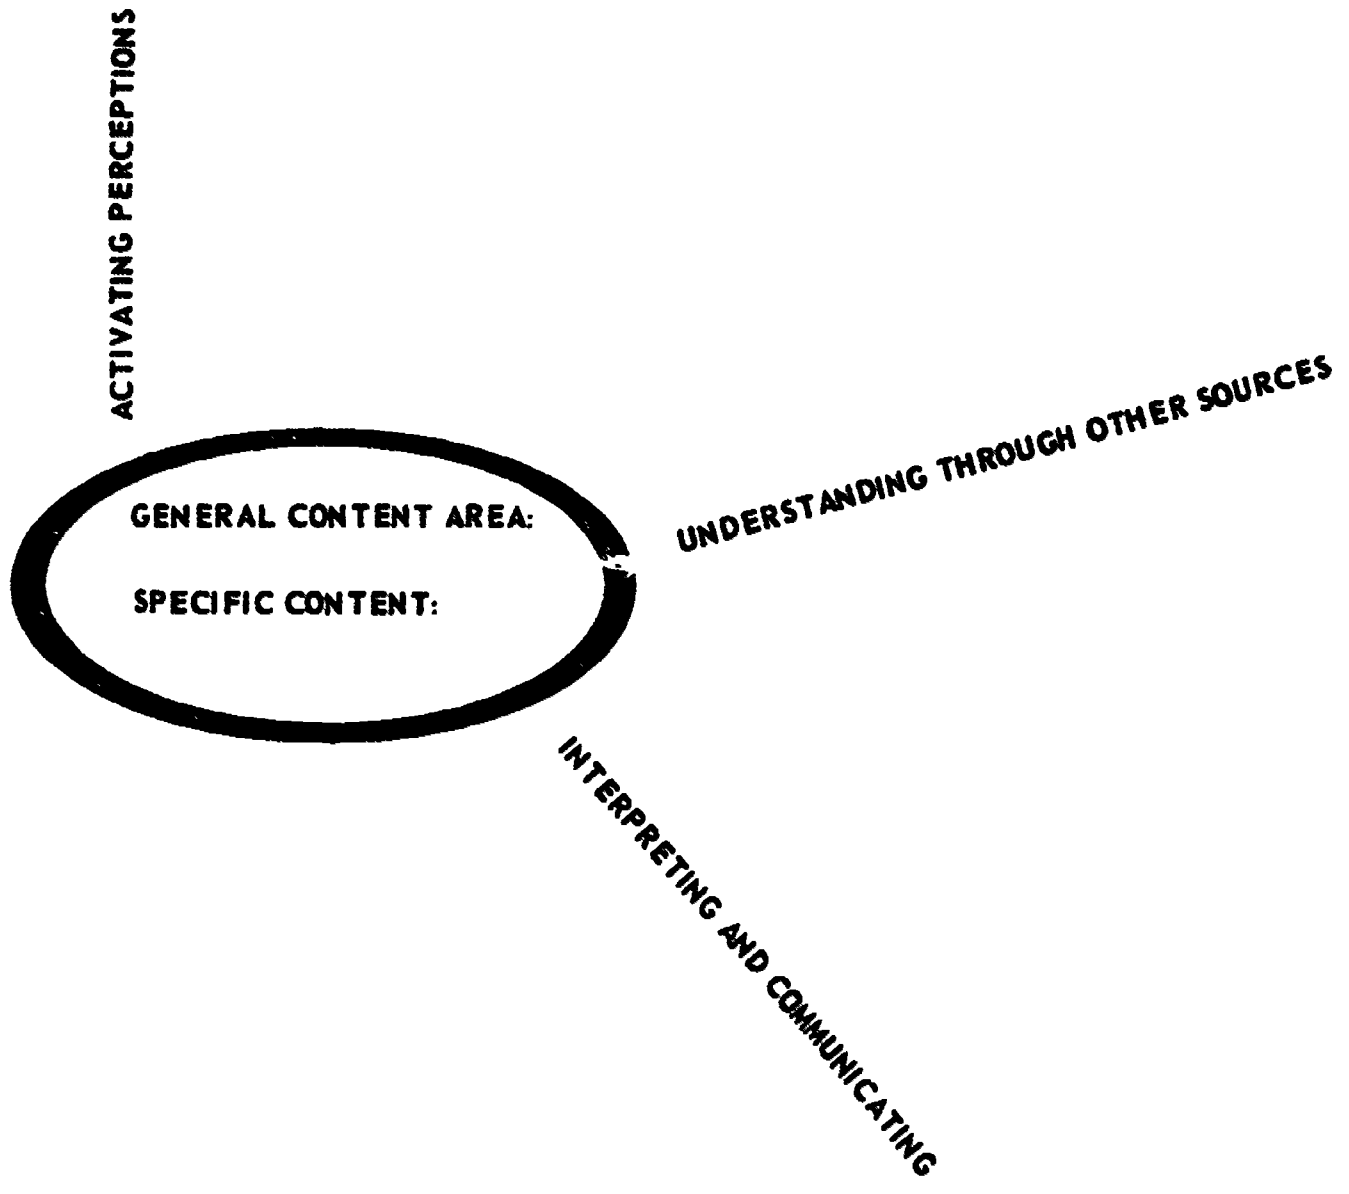 ACTIVATING PERCEPTIONS
UNDERSTANDING THROUGH OTHER SOURCES
GENERAL CONTENT AREA:
SPECIFIC CONTENT:
INTERPRETING AND COMMUNICATING